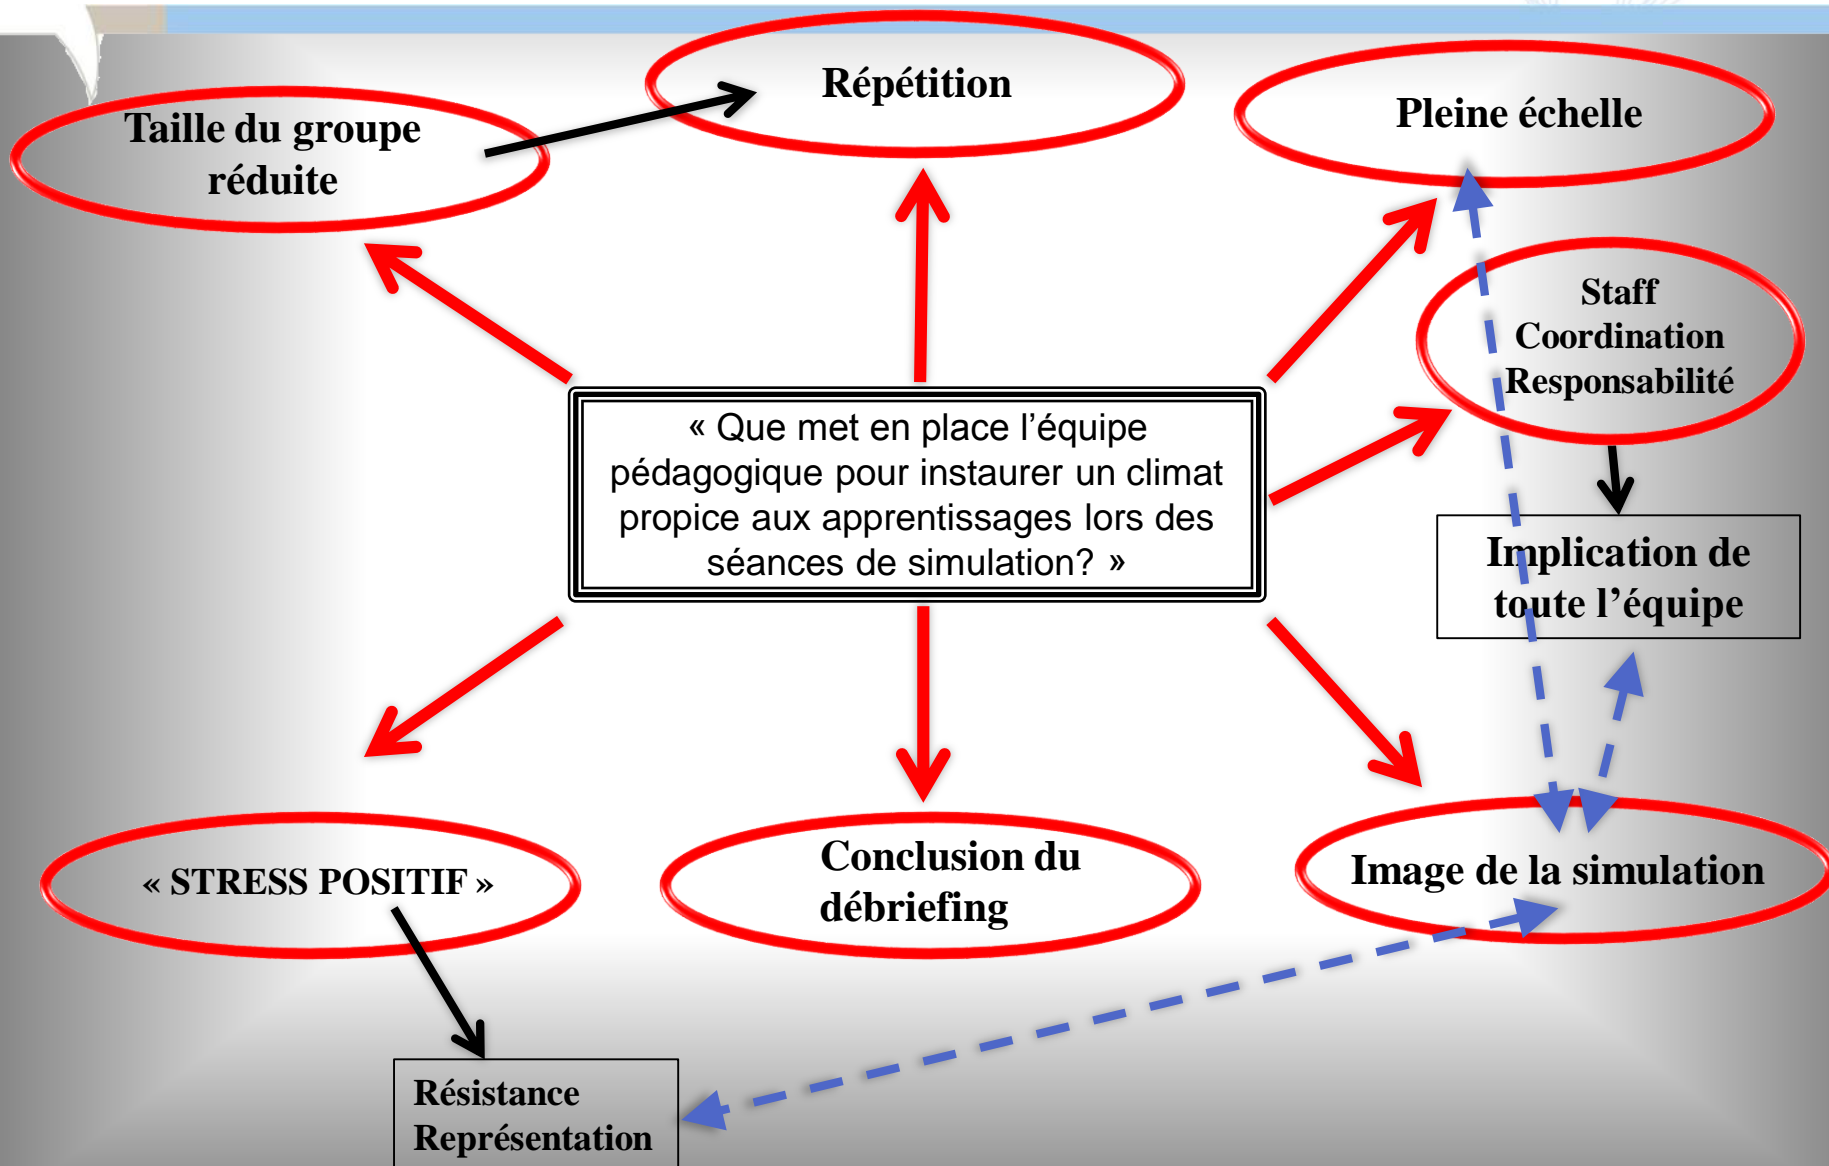 Répétition
Pleine échelle
Taille du groupe
réduite
Staff
Coordination
Responsabilité
« Que met en place l’équipe
pédagogique pour instaurer un climat
propice aux apprentissages lors des
séances de simulation? »
Implication de
toute l’équipe
« STRESS POSITIF »
Conclusion du
débriefing
Image de la simulation
Résistance
Représentation